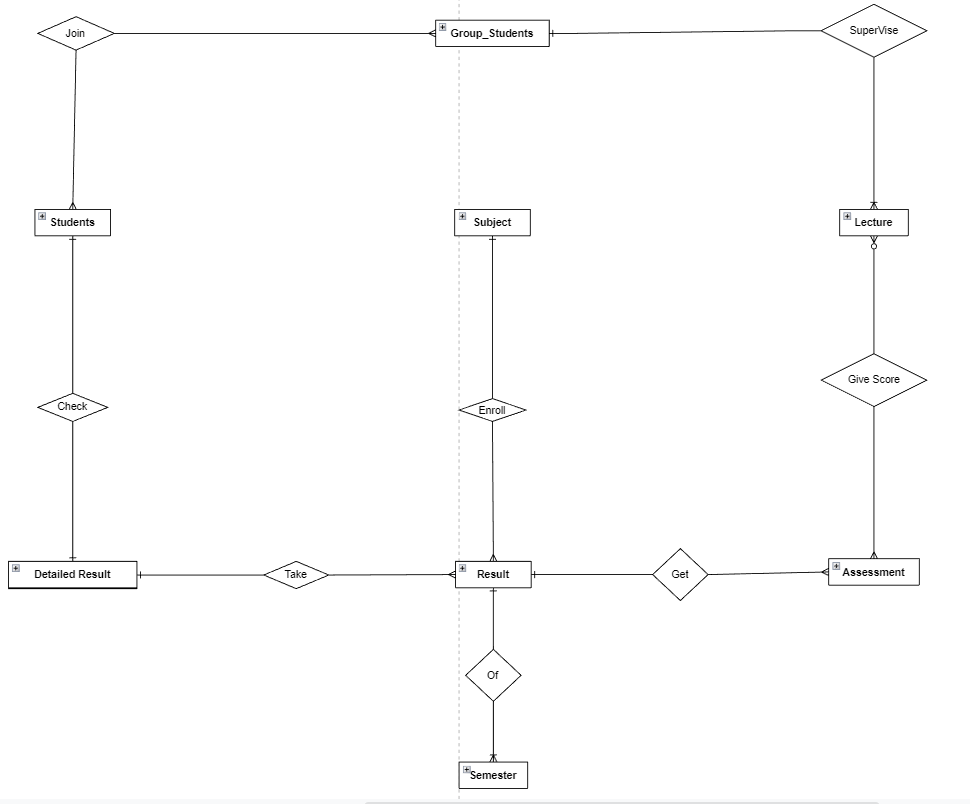 Join
Group_Students
SuperVise
Students
Subject
Lecture
Give Score
Check
Enroll
Detailed Result
Take
Result
Get
Assessment
Of
Semester